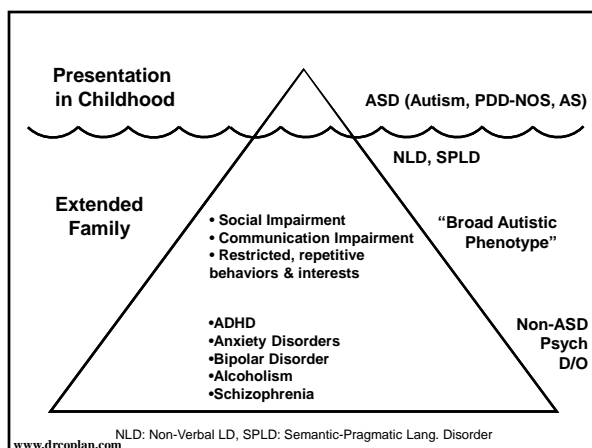 Presentation
in Childhood
ASD (Autism, PDD-NOS, AS)
NLD, SPLD
Extended
Family
• Social Impairment
• Communication Impairment
• Restricted, repetitive
behaviors & interests
“Broad Autistic
Phenotype”
•ADHD
•Anxiety Disorders
•Bipolar Disorder
•Alcoholism
•Schizophrenia
Non-ASD
Psych
D/O
NLD: Non-Verbal LD, SPLD: Semantic-Pragmatic Lang. Disorder
www.drcoplan.com